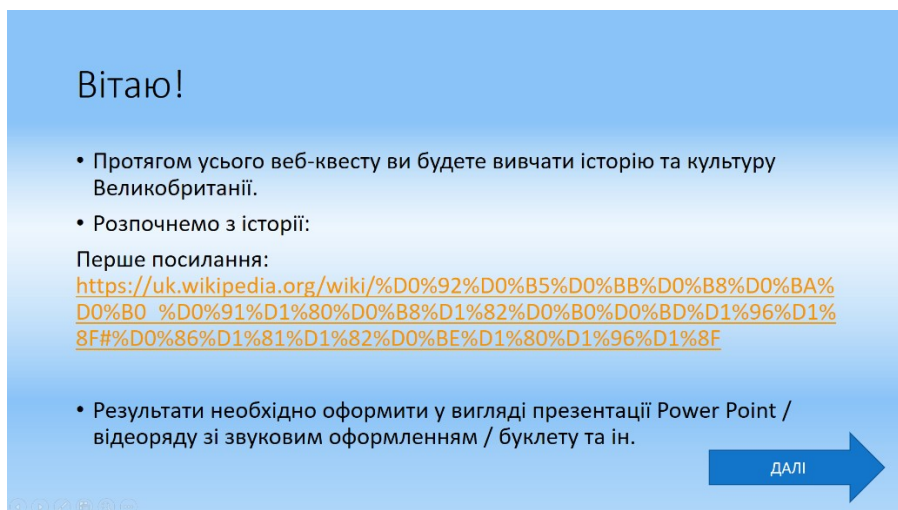 Вітаю!
• Протягом усього веб-квесту ви будете вивчати історію та культуру
Великобританії.
• Розпочнемо з історії:
Перше посилання:
https://uk.wikipedia.org/wiki/%D0%92%D0%B5%D0%BB%D0%B8%D0%BA%
D0%B0_%D0%91%D1%80%D0%B8%D1%82%D0%B0%D0%BD%D1%96%D1%
8F#%D0%86%D1%81%D1%82%D0%BE%D1%80%D1%96%D1%8F
• Результати необхідно оформити у вигляді презентації Power Point /
відеоряду зі звуковим оформленням / буклету та ін.
ДАЛІ